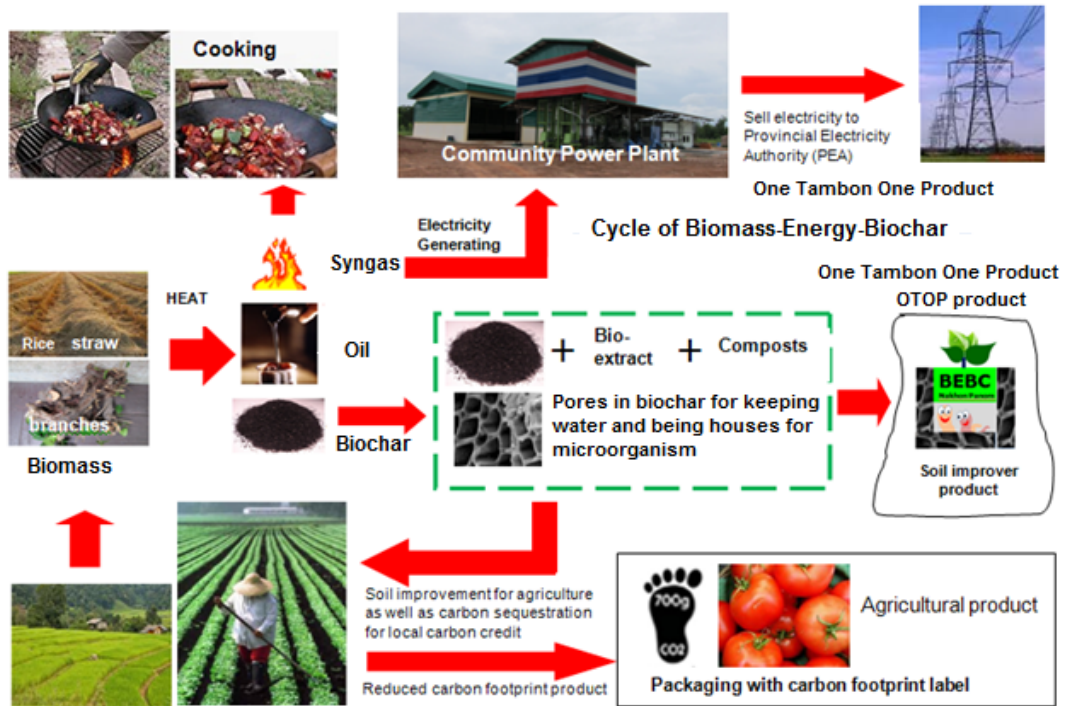 Cooking
Community Power Plant
Sell electricity to
Provincial Electricity
Authority (PEA)
One Tambon One Product
Electricity
Generating
Cycle of Biomass-Energy-Biochar
Syngas
One Tambon One Product
OTOP product
HEAT
Rice straw
branches
Biomass
Oil
Biochar
+ Bio-
extract
+ Composts
Pores in biochar for keeping
water and being houses for
microorganism
BEBC
Nakhon Panom
Soil improver
product
Soil improvement for agriculture
as well as carbon sequestration
for local carbon credit
Reduced carbon footprint product
700g
CO2
Agricultural product
Packaging with carbon footprint label